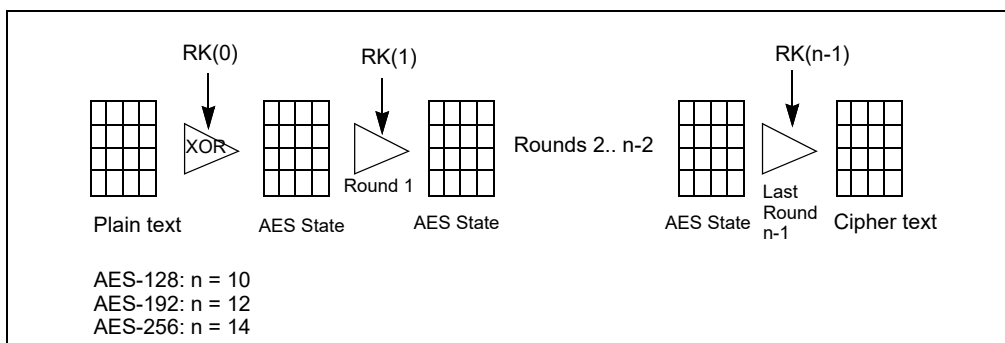 RK(0)
RK(1)
RK(n-1)
XOR
Rounds 2.. n-2
Round 1
Last
Round
n-1
Plain text
AES State
AES State
AES State
Cipher text
AES-128: n = 10
AES-192: n = 12
AES-256: n = 14